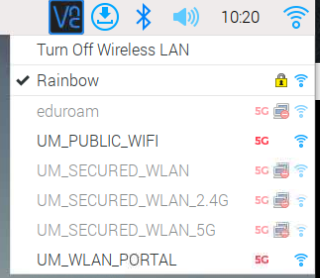 VNC 10:20
Turn Off Wireless LAN
Rainbow
eduroam 5G
UM_PUBLIC_WIFI 5G
UM_SECURED_WLAN 5G
UM_SECURED_WLAN_2.4G 5G
UM_SECURED_WLAN_5G 5G
UM_WLAN_PORTAL 5G